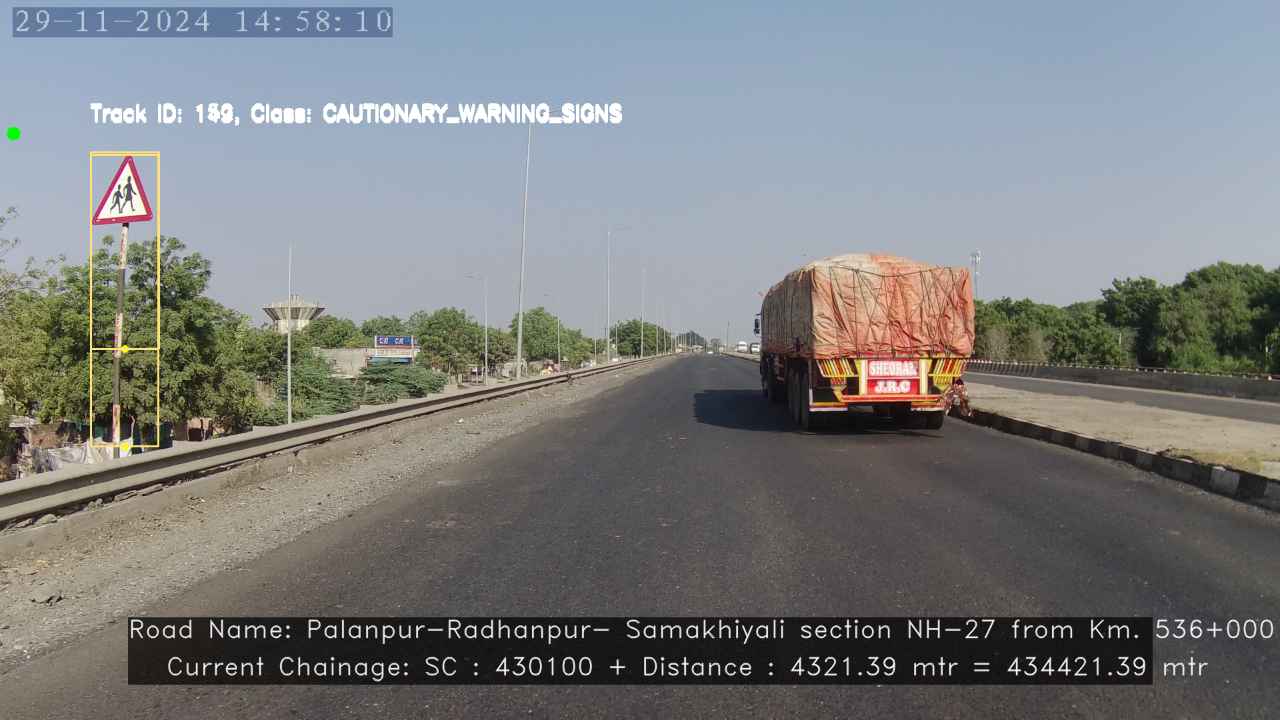 29-11-2024 14:58:10
Track ID: 159, Class: CAUTIONARY_WARNING_SIGNS
J.R.C
Road Name: Palanpur-Radhanpur- Samakhiyali section NH-27 from Km. 536+000
Current Chainage: SC : 430100 + Distance : 4321.39 mtr = 434421.39 mtr